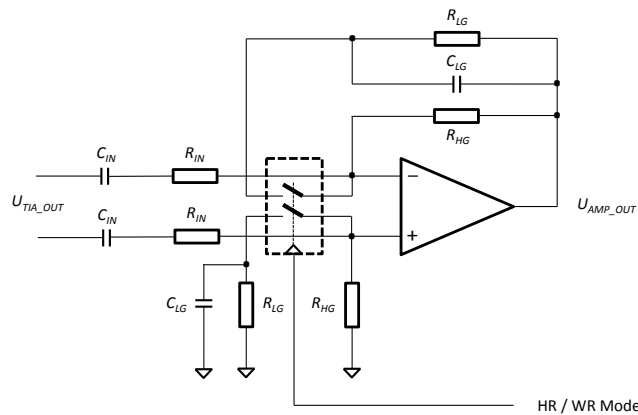 R_LG
C_LG
R_HG
C_IN
R_IN
−
U_TIA_OUT
U_AMP_OUT
C_IN
R_IN
+
C_LG
R_LG
R_HG
HR / WR Mode